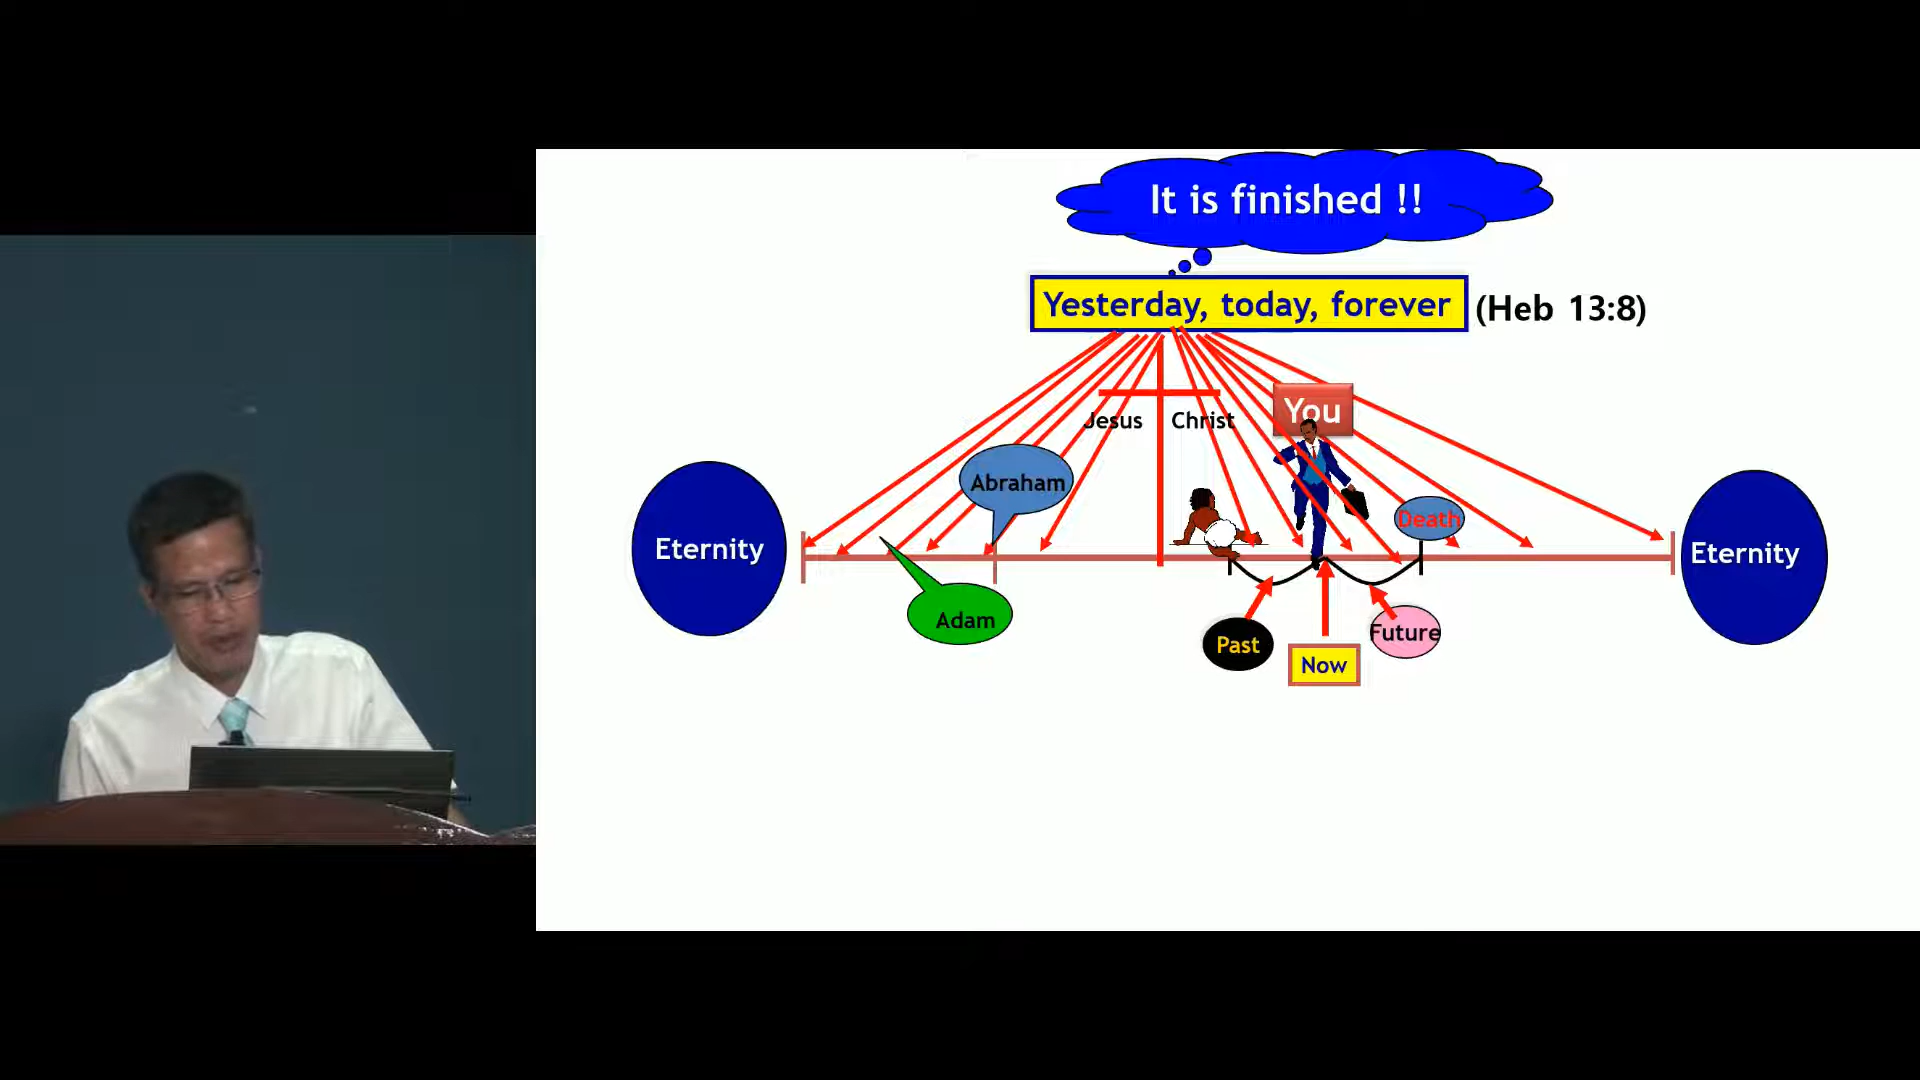 It is finished !!
Yesterday, today, forever (Heb 13:8)
Jesus Christ
You
Abraham
Death
Eternity
Eternity
Adam
Past
Now
Future